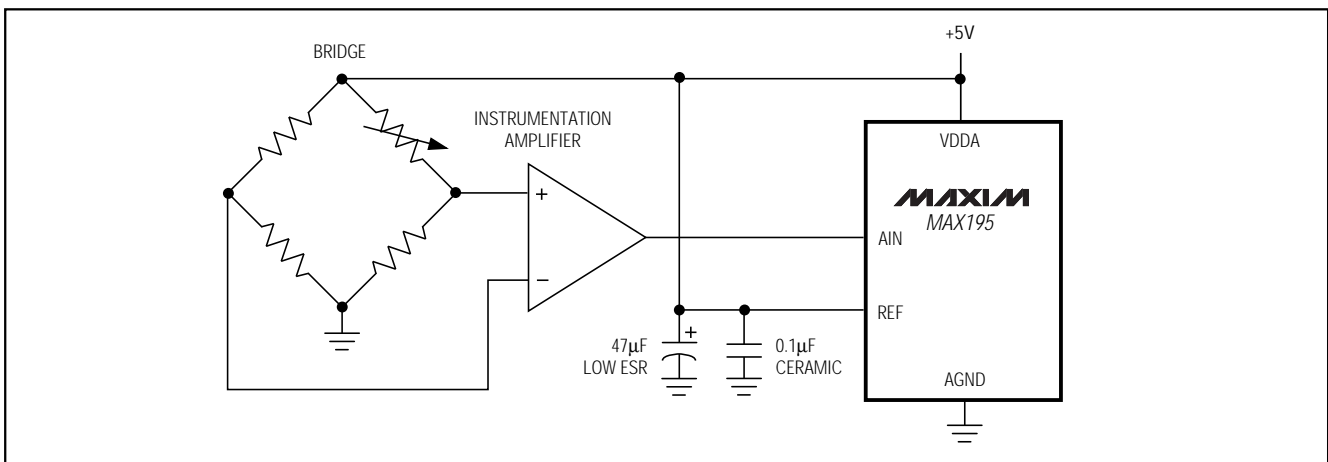 +5V
BRIDGE
INSTRUMENTATION
AMPLIFIER
+
−
VDDA
MAXIM
MAX195
AIN
REF
AGND
+
47μF
LOW ESR
0.1μF
CERAMIC